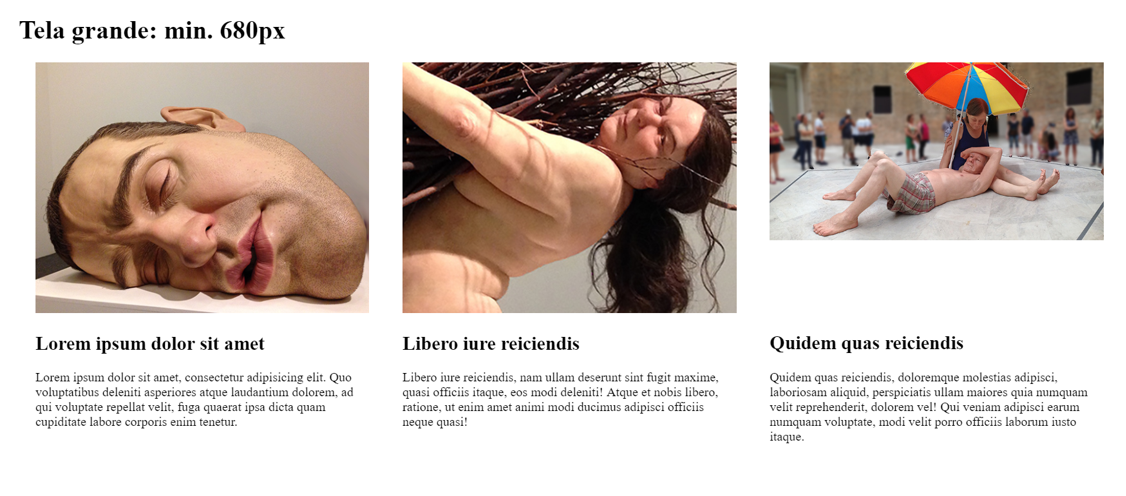 Tela grande: min. 680px
Lorem ipsum dolor sit amet
Lorem ipsum dolor sit amet, consectetur adipisicing elit. Quo
voluptatibus deleniti asperiores atque laudantium dolorem, ad
qui voluptate repellat velit, fuga quaerat ipsa dicta quam
cupiditate labore corporis enim tenetur.
Libero iure reiciendis
Libero iure reiciendis, nam ullam deserunt sint fugit maxime,
quasi officiis itaque, eos modi deleniti! Atque et nobis libero,
ratione, ut enim amet animi modi ducimus adipisci officiis
neque quasi!
Quidem quas reiciendis
Quidem quas reiciendis, doloremque molestias adipisci,
laboriosam aliquid, perspiciatis ullam maiores quia numquam
velit reprehenderit, dolorem vel! Qui veniam adipisci earum
numquam voluptate, modi velit porro officiis laborum iusto
itaque.